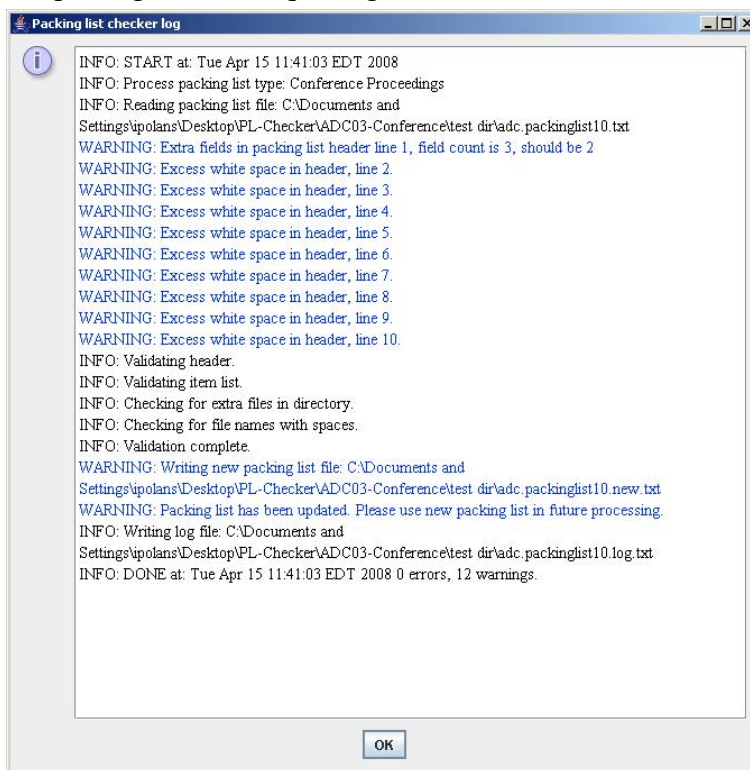 Packing list checker log
INFO: START at: Tue Apr 15 11:41:03 EDT 2008
INFO: Process packing list type: Conference Proceedings
INFO: Reading packing list file: C:\Documents and
Settings\ipolans\Desktop\PL-Checker\ADC03-Conference\test dir\adc.packinglist10.txt
WARNING: Extra fields in packing list header line 1, field count is 3, should be 2
WARNING: Excess white space in header, line 2.
WARNING: Excess white space in header, line 3.
WARNING: Excess white space in header, line 4.
WARNING: Excess white space in header, line 5.
WARNING: Excess white space in header, line 6.
WARNING: Excess white space in header, line 7.
WARNING: Excess white space in header, line 8.
WARNING: Excess white space in header, line 9.
WARNING: Excess white space in header, line 10.
INFO: Validating header.
INFO: Validating item list.
INFO: Checking for extra files in directory.
INFO: Checking for file names with spaces.
INFO: Validation complete.
WARNING: Writing new packing list file: C:\Documents and
Settings\ipolans\Desktop\PL-Checker\ADC03-Conference\test dir\adc.packinglist10.new.txt
WARNING: Packing list has been updated. Please use new packing list in future processing.
INFO: Writing log file: C:\Documents and
Settings\ipolans\Desktop\PL-Checker\ADC03-Conference\test dir\adc.packinglist10.log.txt
INFO: DONE at: Tue Apr 15 11:41:03 EDT 2008 0 errors, 12 warnings.
OK